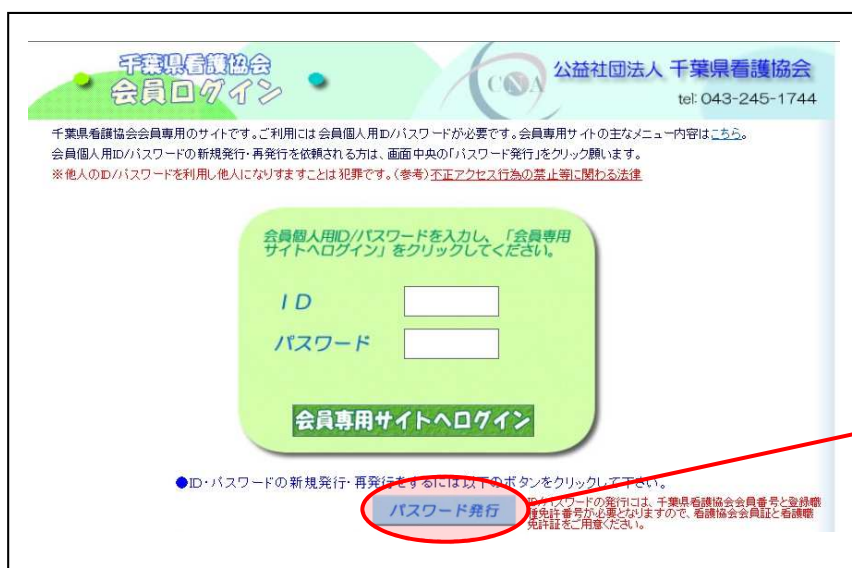 千葉県看護協会
会員ログイン
CNA
公益社団法人 千葉県看護協会
tel: 043-245-1744
千葉県看護協会会員専用のサイトです。ご利用には会員個人用ID/パスワードが必要です。会員専用サイトの主なメニュー内容はこちら。
会員個人用ID/パスワードの新規発行・再発行を依頼される方は、画面中央の「パスワード発行」をクリック願います。
※他人のID/パスワードを利用し他人になりすますことは犯罪です。(参考)不正アクセス行為の禁止等に関わる法律
会員個人用ID/パスワードを入力し、「会員専用
サイトへログイン」をクリックしてください。
ID
パスワード
会員専用サイトへログイン
●ID・パスワードの新規発行・再発行をするには以下のボタンをクリックして下さい。
パスワード発行
ID/パスワードの発行には、千葉県看護協会会員番号と登録職
種免許番号が必要となりますので、看護協会会員証と看護職
免許証をご用意ください。